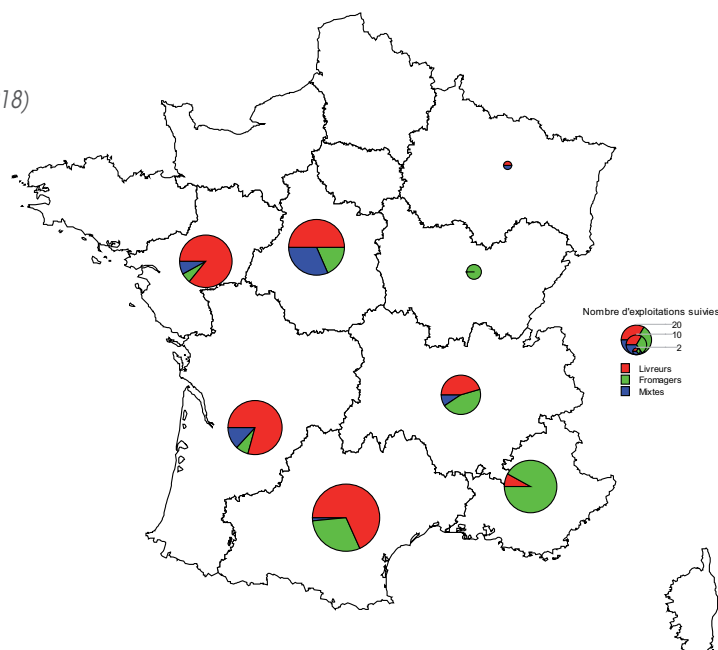 18)
Nombre d'exploitations suivies
20
10
2
Livreurs
Fromagers
Mixtes